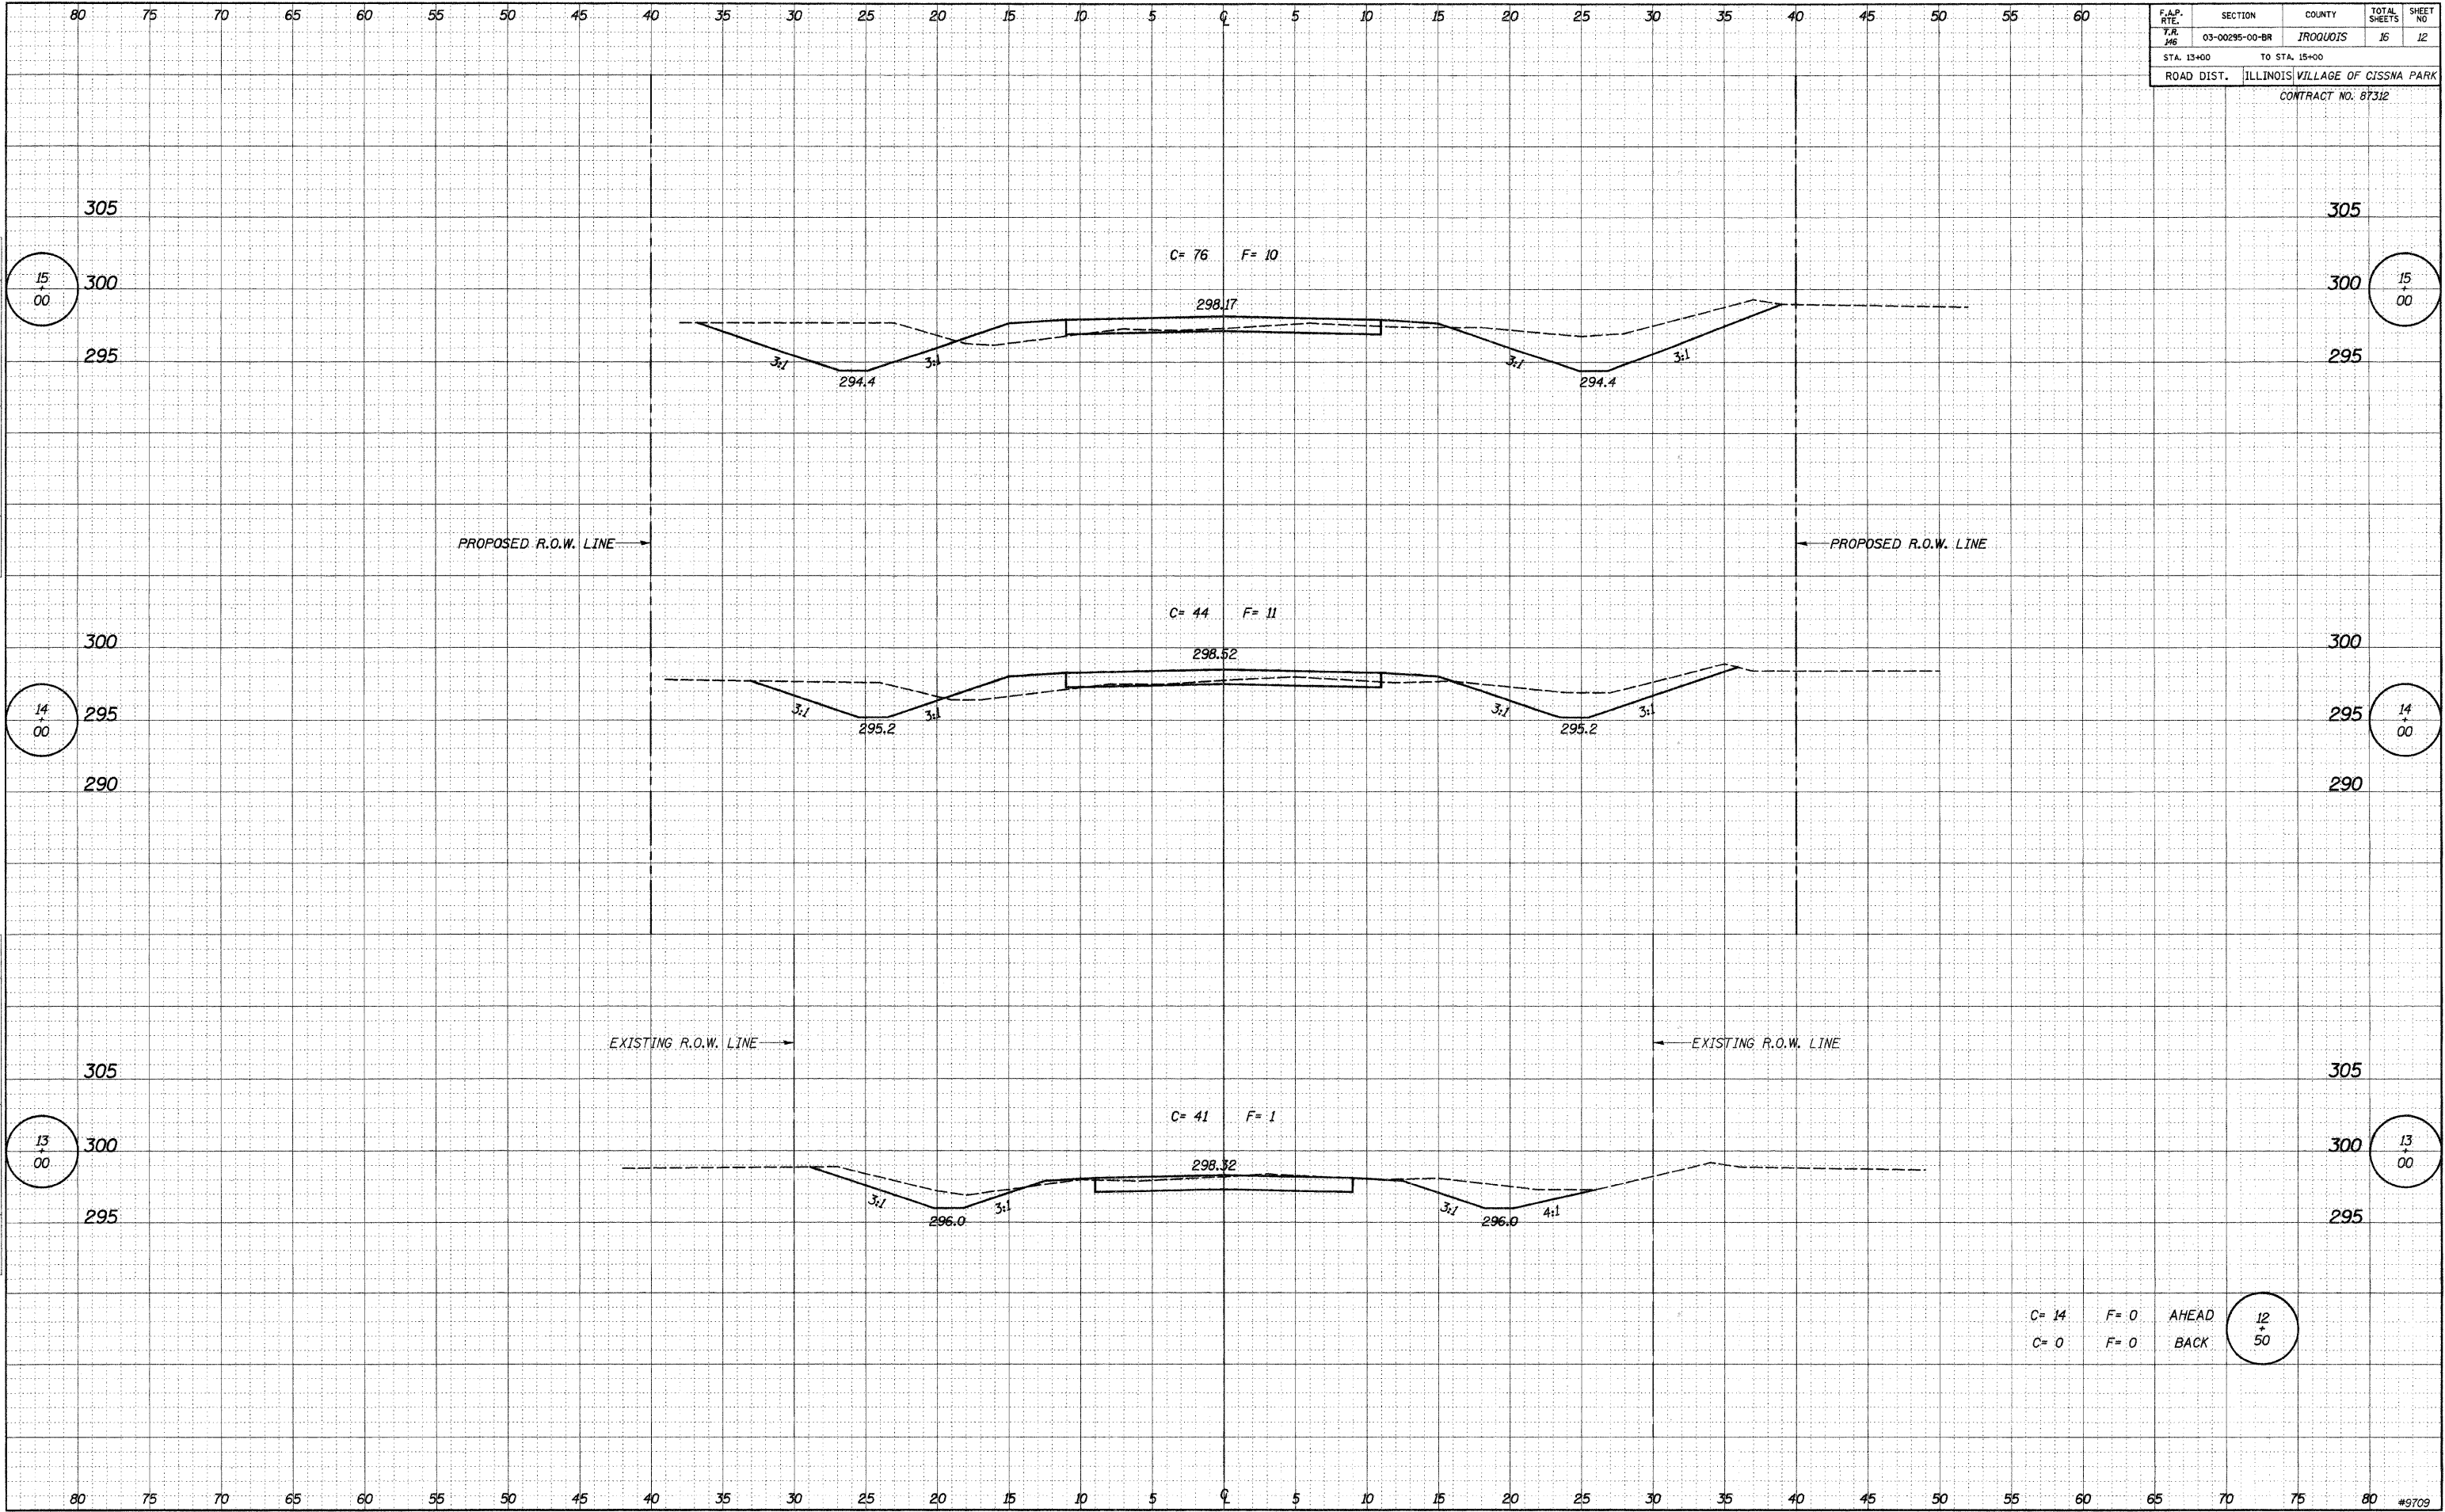 80 75 70 65 60 55 50 45 40 35 30 25 20 15 10 5 ℄ 5 10 15 20 25 30 35 40 45 50 55 60
F.A.P. RTE. SECTION COUNTY TOTAL SHEETS SHEET NO
T.R. 146 03-00295-00-BR IROQUOIS 16 12
STA. 13+00 TO STA. 15+00
ROAD DIST. ILLINOIS VILLAGE OF CISSNA PARK
CONTRACT NO. 87312
305 305
C= 76 F= 10
15 + 00 300 300 15 + 00
298.17
295 3:1 3:1 3:1 3:1 295
294.4 294.4
PROPOSED R.O.W. LINE PROPOSED R.O.W. LINE
C= 44 F= 11
300 300
298.52
14 + 00 295 3:1 3:1 3:1 3:1 295 14 + 00
295.2 295.2
290 290
EXISTING R.O.W. LINE EXISTING R.O.W. LINE
305 305
C= 41 F= 1
13 + 00 300 300 13 + 00
298.32
3:1 3:1 3:1 4:1
295 296.0 296.0 295
C= 14 F= 0 AHEAD 12 + 50
C= 0 F= 0 BACK
80 75 70 65 60 55 50 45 40 35 30 25 20 15 10 5 ℄ 5 10 15 20 25 30 35 40 45 50 55 60 65 70 75 80
#9709